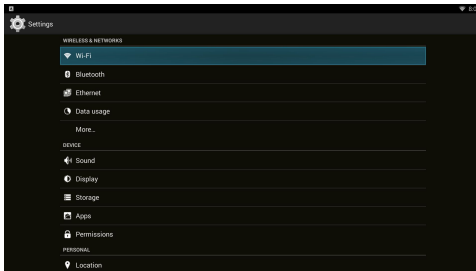 Settings
WIRELESS & NETWORKS
Wi-Fi
Bluetooth
Ethernet
Data usage
More...
DEVICE
Sound
Display
Storage
Apps
Permissions
PERSONAL
Location